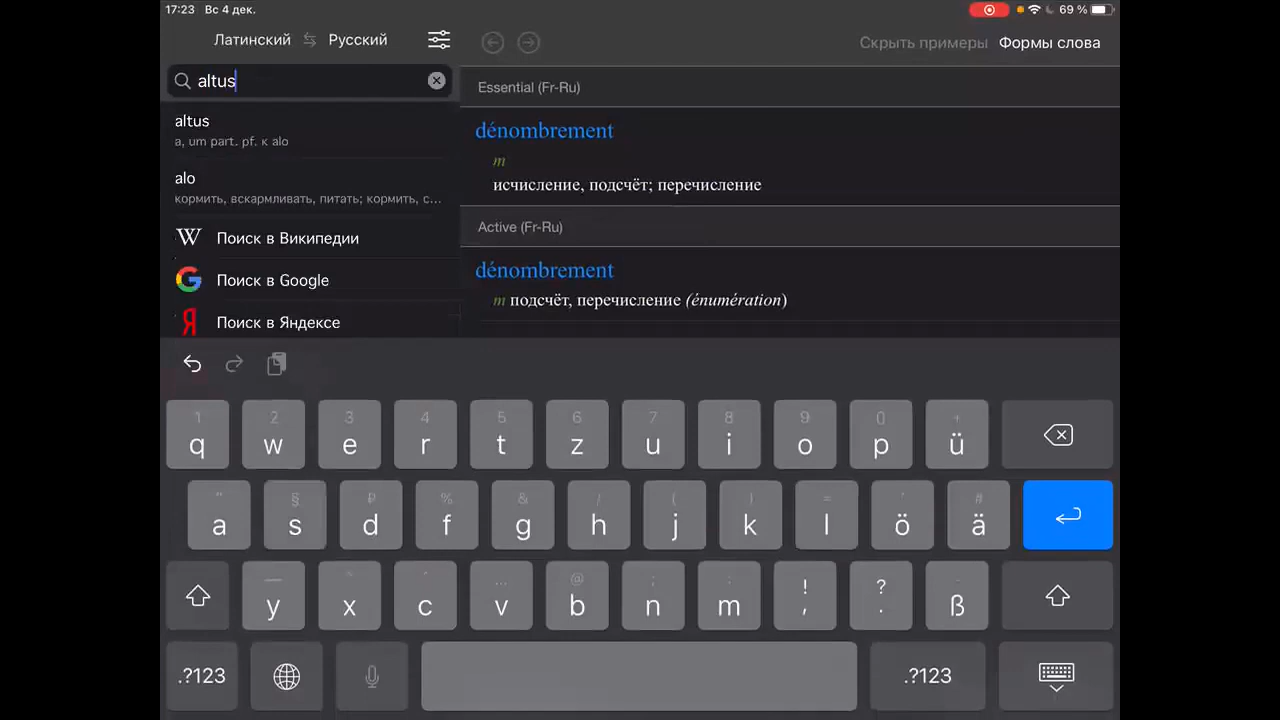 17:23 Вс 4 дек.
69 %
Латинский Русский
Скрыть примеры Формы слова
altus
Essential (Fr-Ru)
altus
a, um part. pf. к alo
dénombrement
m
alo
исчисление, подсчёт; перечисление
кормить, вскармливать, питать; кормить, с...
Active (Fr-Ru)
W Поиск в Википедии
dénombrement
G Поиск в Google
m подсчёт, перечисление (énumération)
Я Поиск в Яндексе
1 2 3 4 5 6 7 8 9 0 +
q w e r t z u i o p ü
" § ₽ % & / ( ) = ' #
a s d f g h j k l ö ä
… @ ; : ! ? -
y x c v b n m , . ß
.?123 .?123